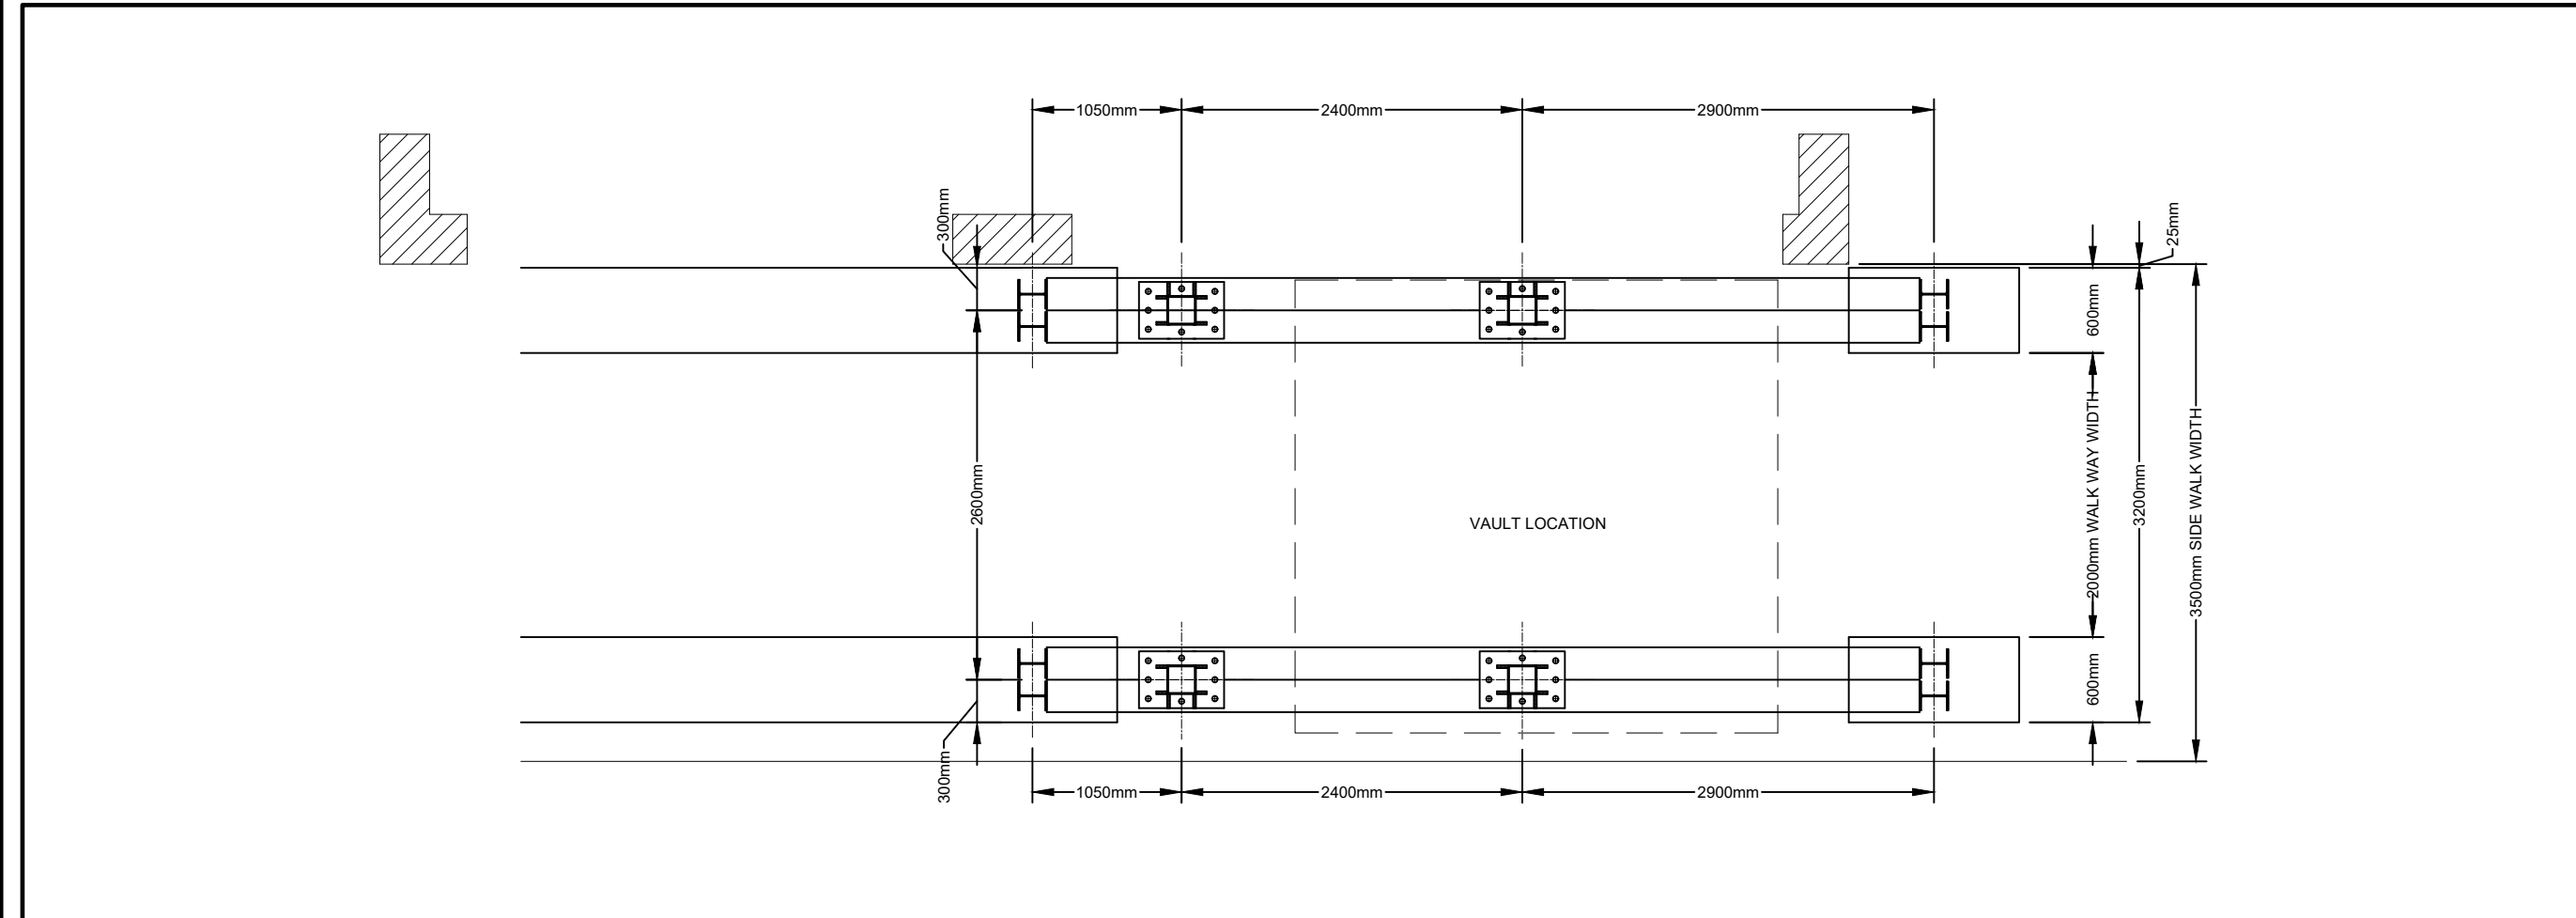 1050mm
2400mm
2900mm
300mm
25mm
600mm
2600mm
2000mm WALK WAY WIDTH
3200mm
3500mm SIDE WALK WIDTH
VAULT LOCATION
600mm
300mm
1050mm
2400mm
2900mm